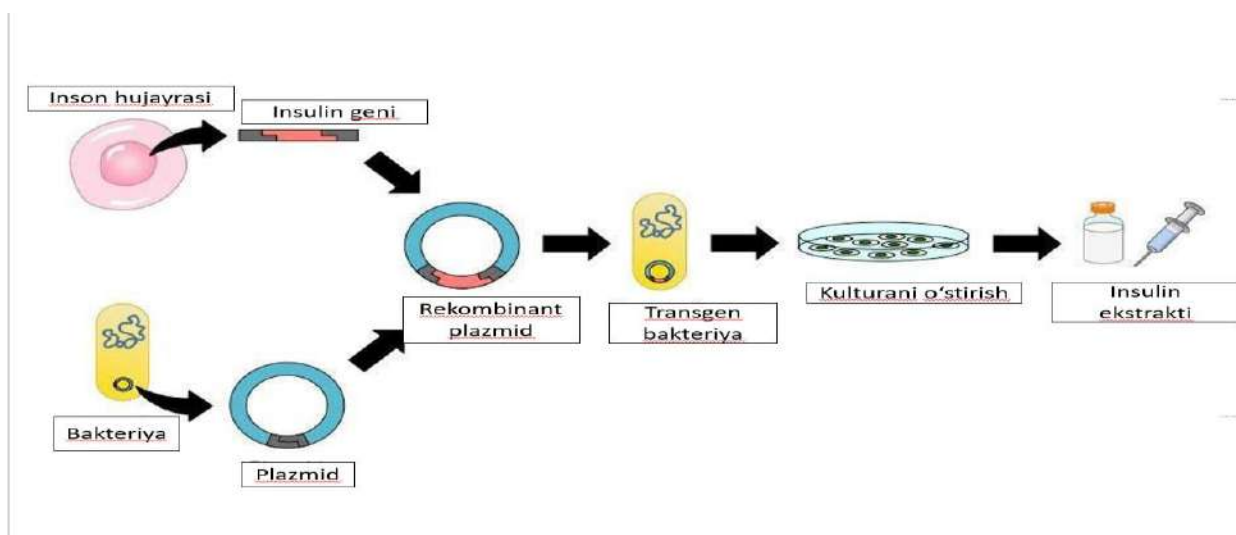 Inson hujayrasi
Insulin geni
Rekombinant
plazmid
Transgen
bakteriya
Kulturani o‘stirish
Insulin
ekstrakti
Bakteriya
Plazmid